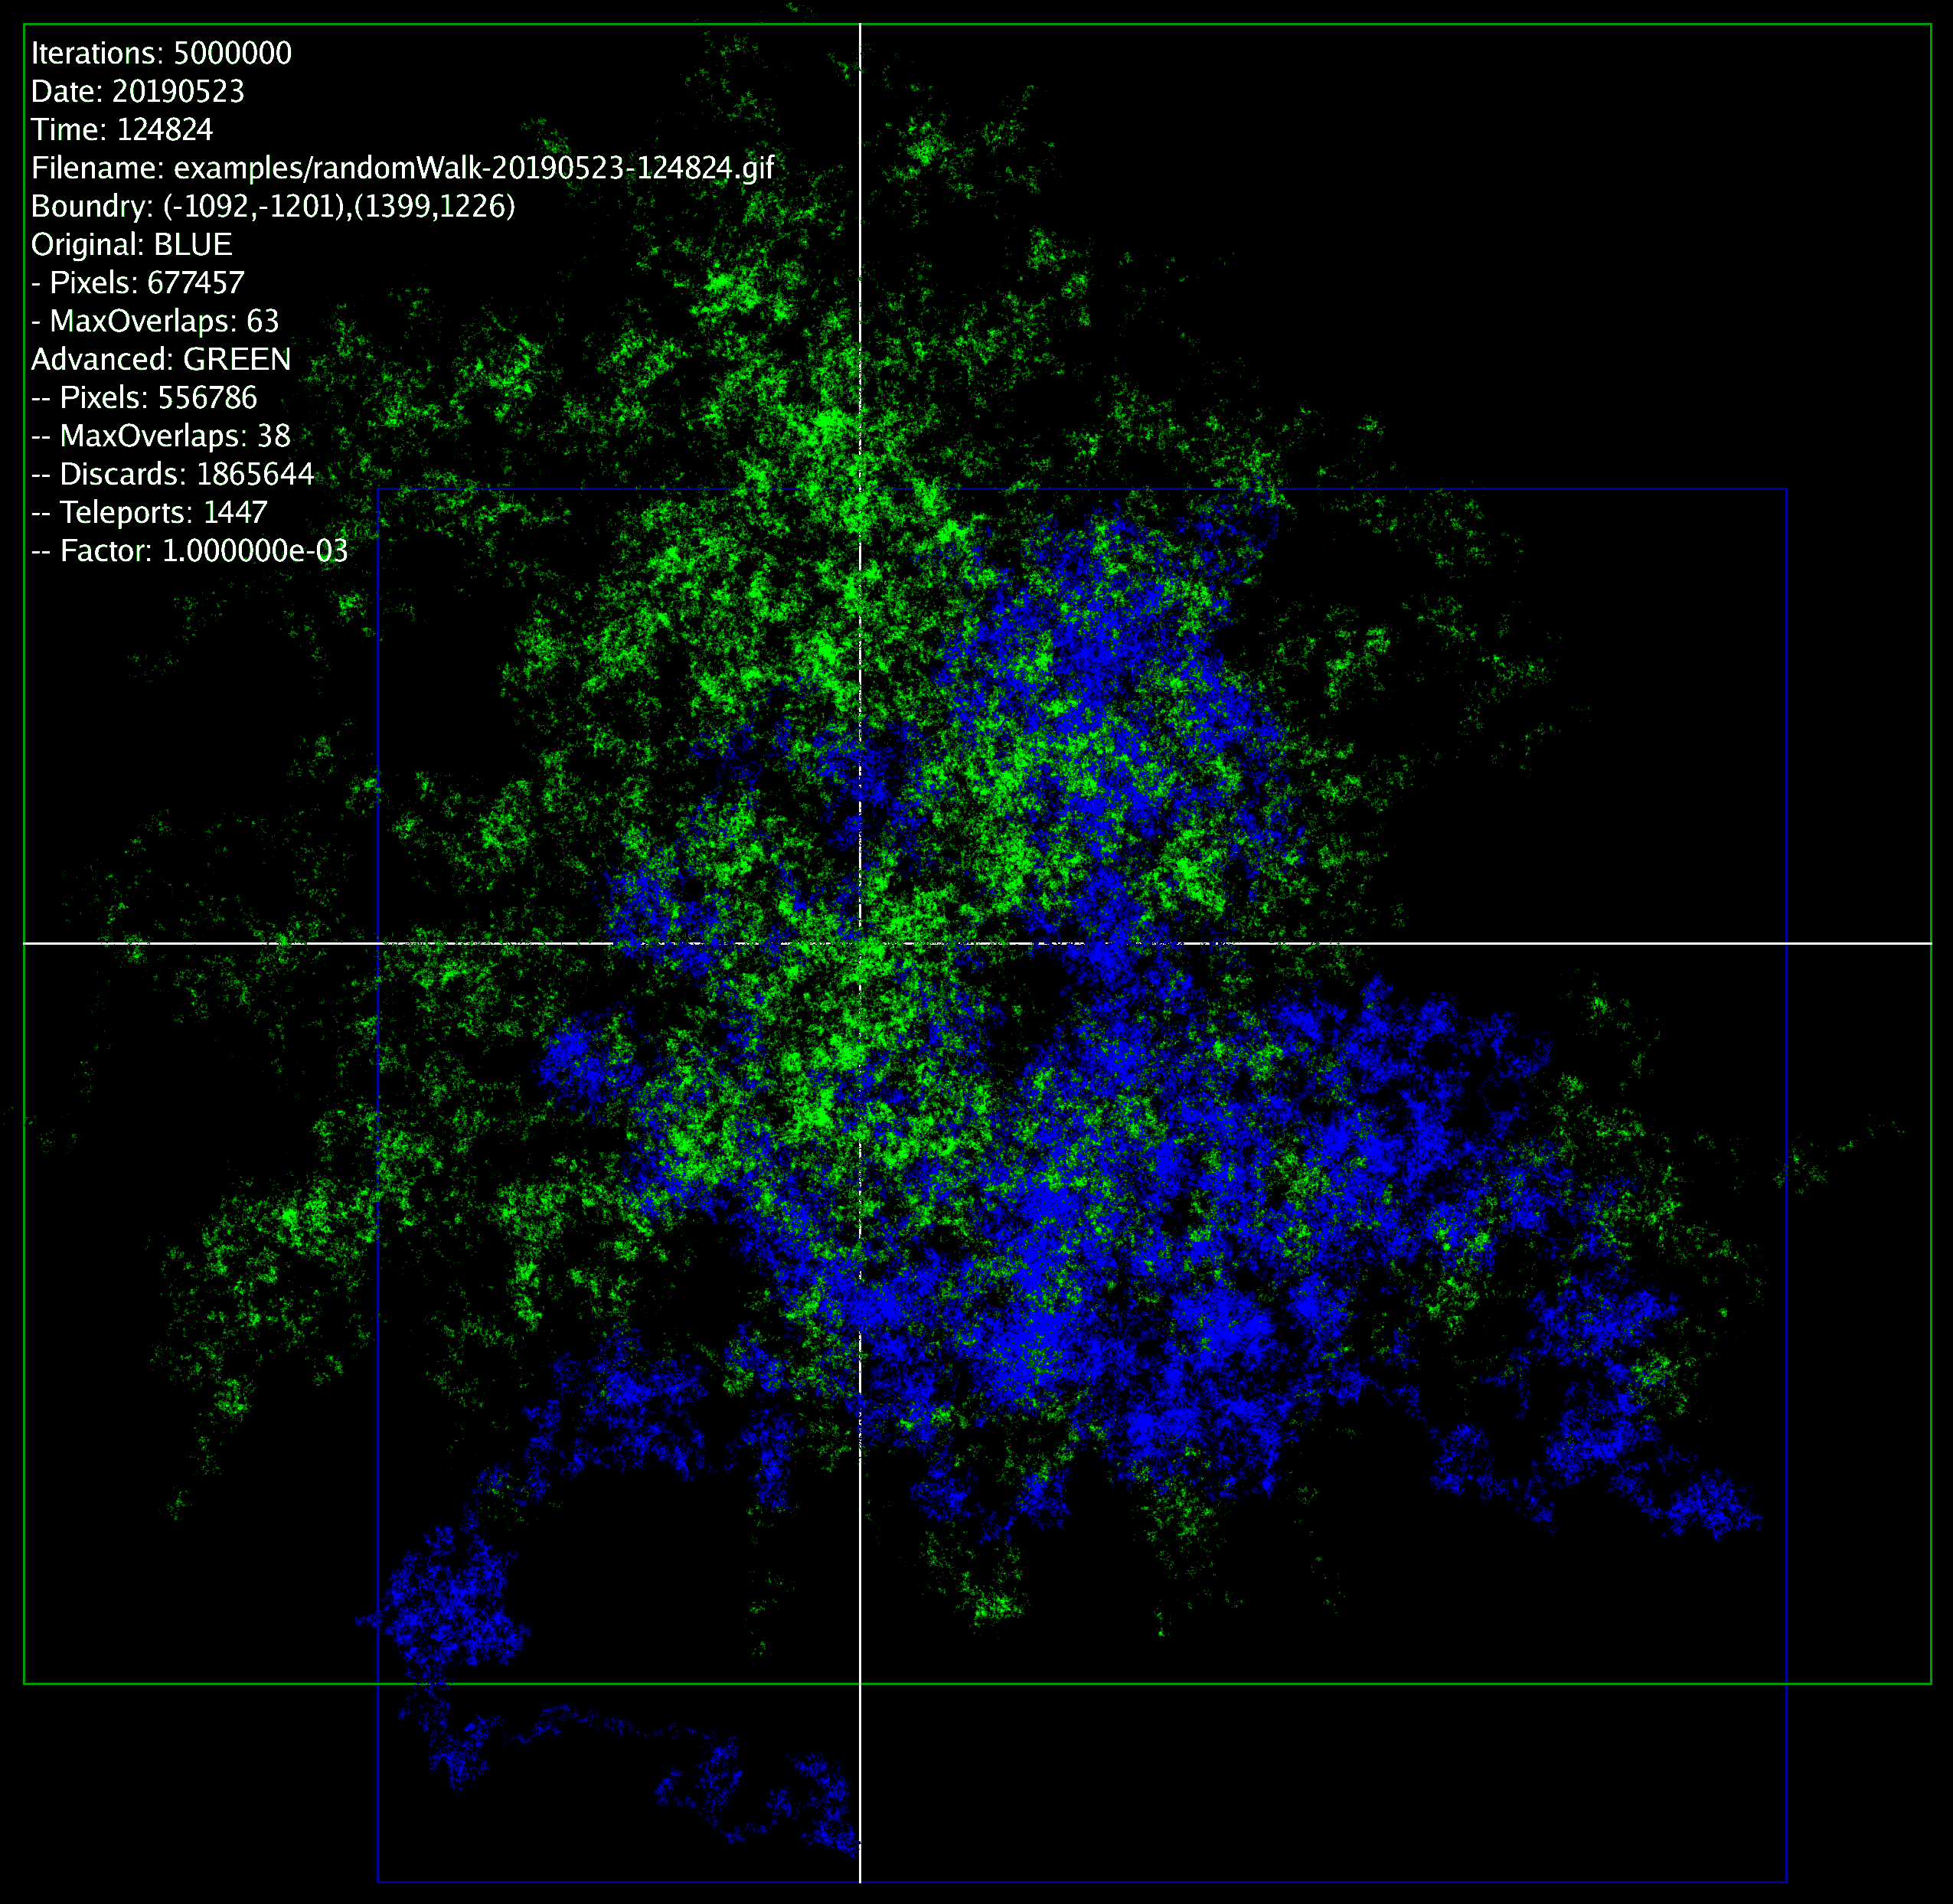 Iterations: 5000000
Date: 20190523
Time: 124824
Filename: examples/randomWalk-20190523-124824.gif
Boundry: (-1092,-1201),(1399,1226)
Original: BLUE
- Pixels: 677457
- MaxOverlaps: 63
Advanced: GREEN
-- Pixels: 556786
-- MaxOverlaps: 38
-- Discards: 1865644
-- Teleports: 1447
-- Factor: 1.000000e-03